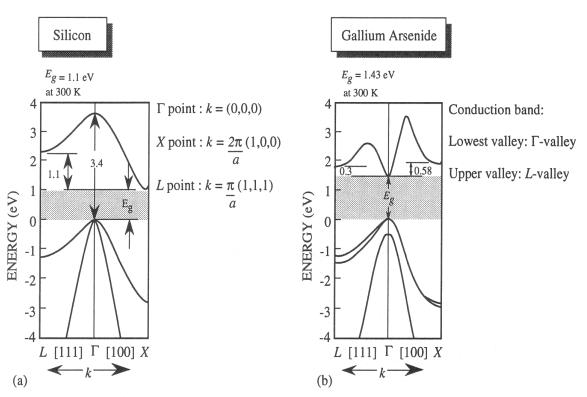 Silicon
E_g = 1.1 eV
at 300 K
ENERGY (eV)
4
3
2
1
0
-1
-2
-3
-4
1.1
3.4
E_g
L [111] Γ [100] X
k
(a)
Γ point : k = (0,0,0)
X point : k = 2π/a (1,0,0)
L point : k = π/a (1,1,1)
Gallium Arsenide
E_g = 1.43 eV
at 300 K
ENERGY (eV)
4
3
2
1
0
-1
-2
-3
-4
0.3
0.58
E_g
L [111] Γ [100] X
k
(b)
Conduction band:
Lowest valley: Γ-valley
Upper valley: L-valley